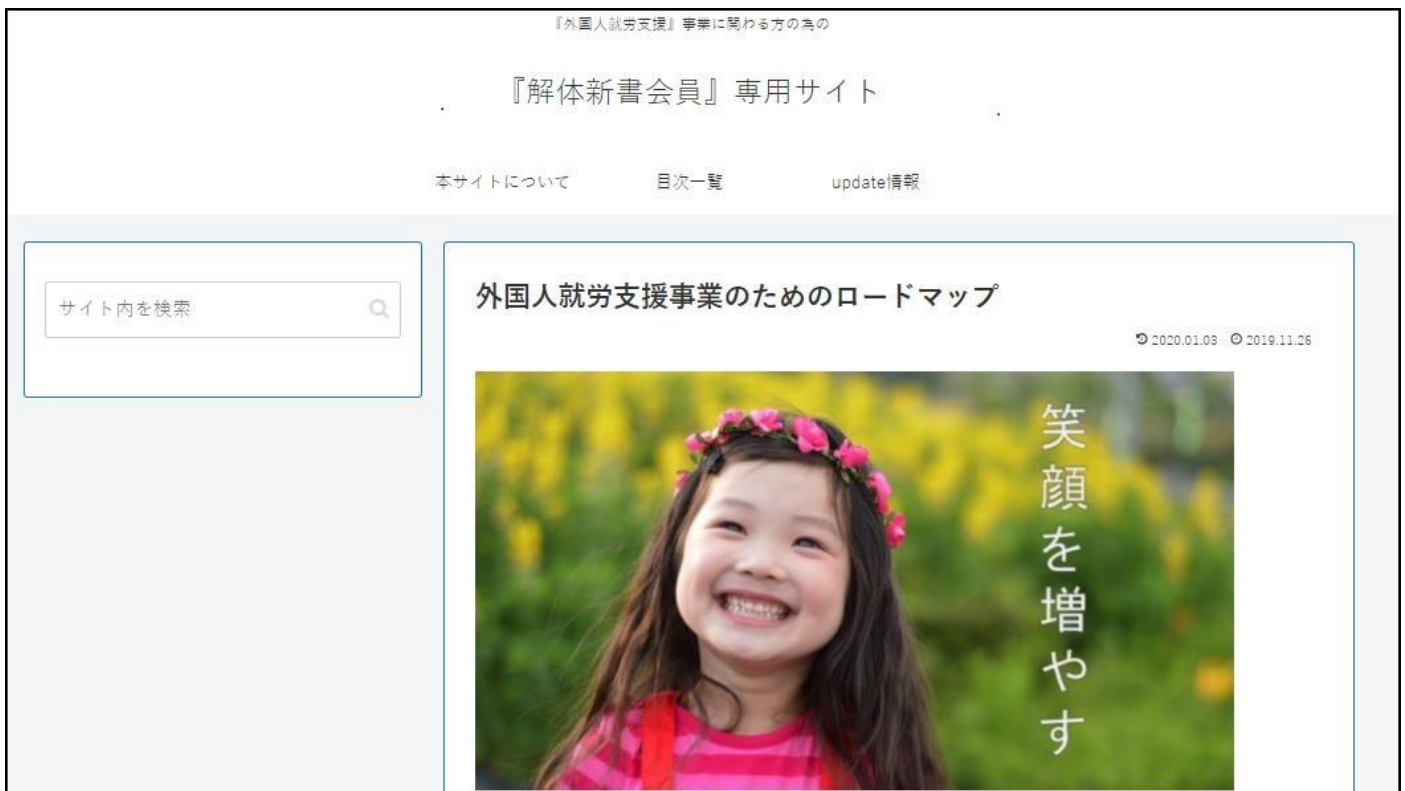 『外国人就労支援』事業に関わる方の為の
『解体新書会員』専用サイト
本サイトについて 目次一覧 update情報
サイト内を検索
外国人就労支援事業のためのロードマップ
2020.01.03 2019.11.26
笑顔を増やす